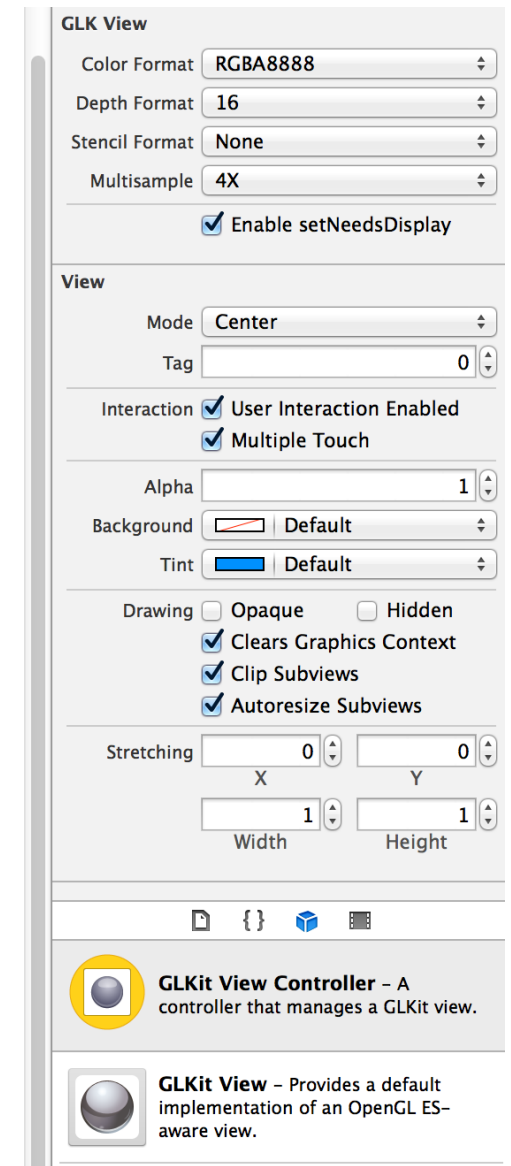 GLK View
Color Format RGBA8888
Depth Format 16
Stencil Format None
Multisample 4X
Enable setNeedsDisplay
View
Mode Center
Tag 0
Interaction User Interaction Enabled
Multiple Touch
Alpha 1
Background Default
Tint Default
Drawing Opaque Hidden
Clears Graphics Context
Clip Subviews
Autoresize Subviews
Stretching 0 0
X Y
1 1
Width Height
{ }
GLKit View Controller – A
controller that manages a GLKit view.
GLKit View – Provides a default
implementation of an OpenGL ES-
aware view.